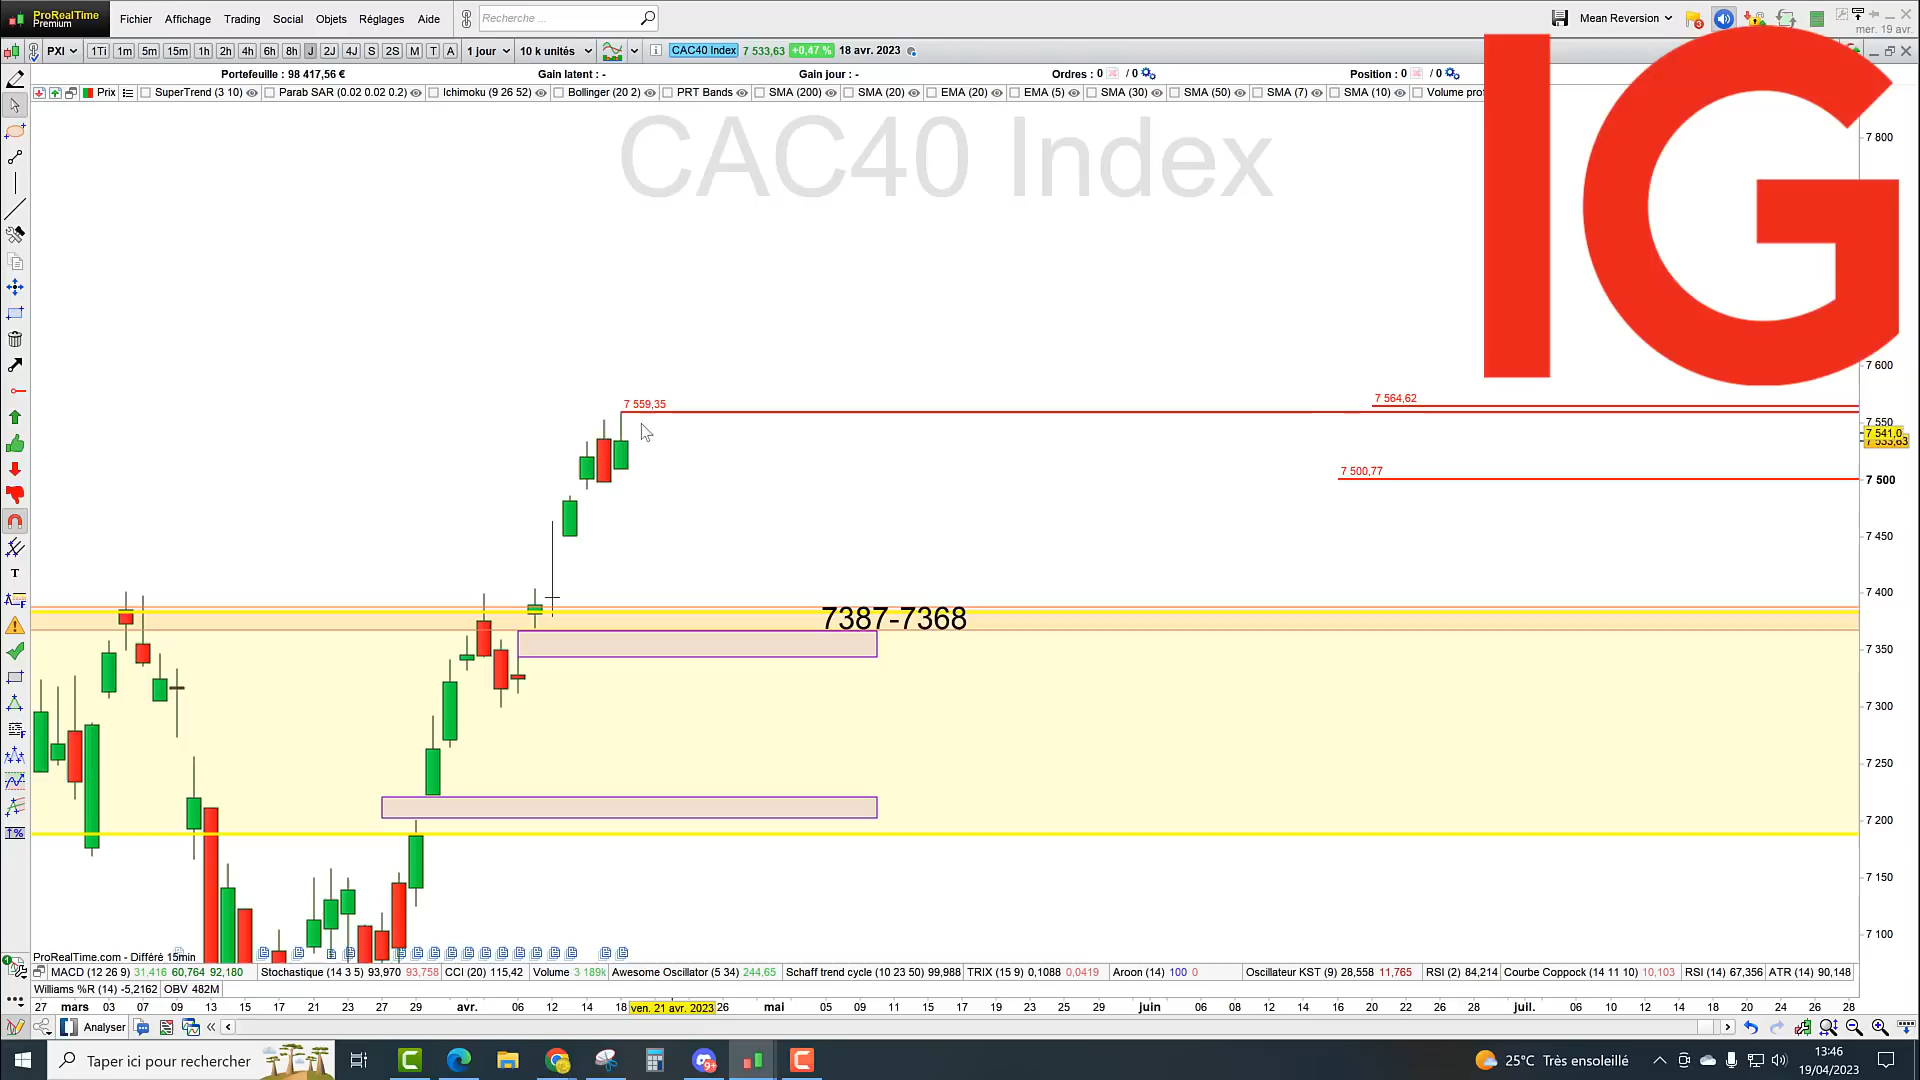 ProRealTime
Premium
Fichier Affichage Trading Social Objets Réglages Aide
Recherche ...
Mean Reversion
mer. 19 avr.
PXI 1Ti 1m 5m 15m 1h 2h 4h 6h 8h J 2J 4J S 2S M T A 1 jour 10 k unités CAC40 Index 7 533,63 +0,47 % 18 avr. 2023
Portefeuille : 98 417,56 € Gain latent : - Gain jour : - Ordres : 0 / 0 Position : 0 / 0
Prix SuperTrend (3 10) Parab SAR (0.02 0.02 0.2) Ichimoku (9 26 52) Bollinger (20 2) PRT Bands SMA (200) SMA (20) EMA (20) EMA (5) SMA (30) SMA (50) SMA (7) SMA (10) Volume pro
IG
CAC40 Index
7 800
7 600
7 559,35
7 564,62
7 550
7 541,0
7 533,63
7 500,77
7 500
7 450
7 400
7387-7368
7 350
7 300
7 250
7 200
7 150
7 100
ProRealTime.com - Différé 15min
MACD (12 26 9) 31,416 60,764 92,180 Stochastique (14 3 5) 93,970 93,758 CCI (20) 115,42 Volume 3 189k Awesome Oscillator (5 34) 244,65 Schaff trend cycle (10 23 50) 99,988 TRIX (15 9) 0,1088 0,0419 Aroon (14) 100 0 Oscillateur KST (9) 28,558 11,765 RSI (2) 84,214 Courbe Coppock (14 11 10) 10,103 RSI (14) 67,356 ATR (14) 90,148
Williams %R (14) -5,2162 OBV 482M
27 mars 03 07 09 13 15 17 21 23 27 29 avr. 06 12 14 18 ven. 21 avr. 2023 26 mai 05 09 11 15 17 19 23 25 29 juin 06 08 12 14 16 20 22 26 28 juil. 06 10 12 14 18 20 24 26 28
Analyser
Taper ici pour rechercher
9+
25°C Très ensoleillé
13:46
19/04/2023